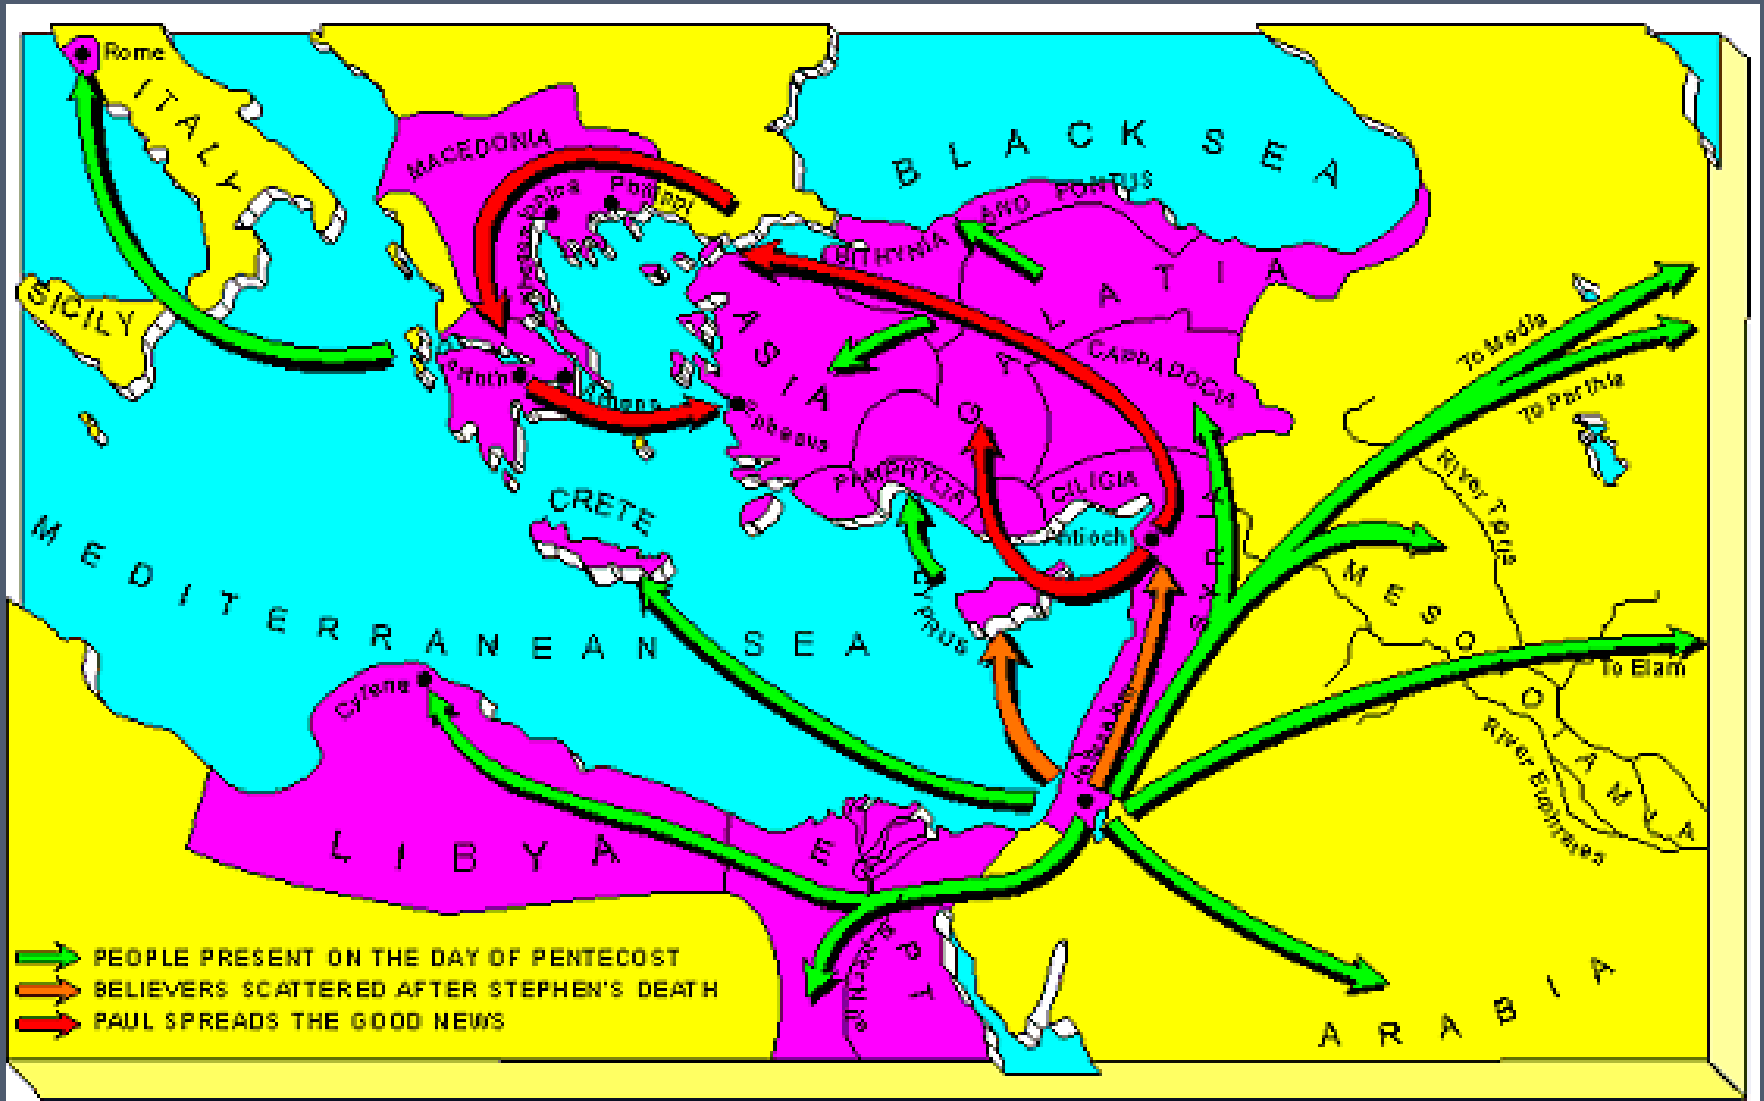 Rome
ITALY
SICILY
MACEDONIA
Philippi
BLACK SEA
BITHYNIA
AND PONTUS
GALATIA
ASIA
CAPPADOCIA
Ephesus
PAMPHYLIA
CILICIA
Antioch
SYRIA
CRETE
CYPRUS
MEDITERRANEAN SEA
Cyrene
LIBYA
EGYPT
Jerusalem
To Media
To Parthia
River Tigris
MESOPOTAMIA
To Elam
River Euphrates
ARABIA
PEOPLE PRESENT ON THE DAY OF PENTECOST
BELIEVERS SCATTERED AFTER STEPHEN'S DEATH
PAUL SPREADS THE GOOD NEWS